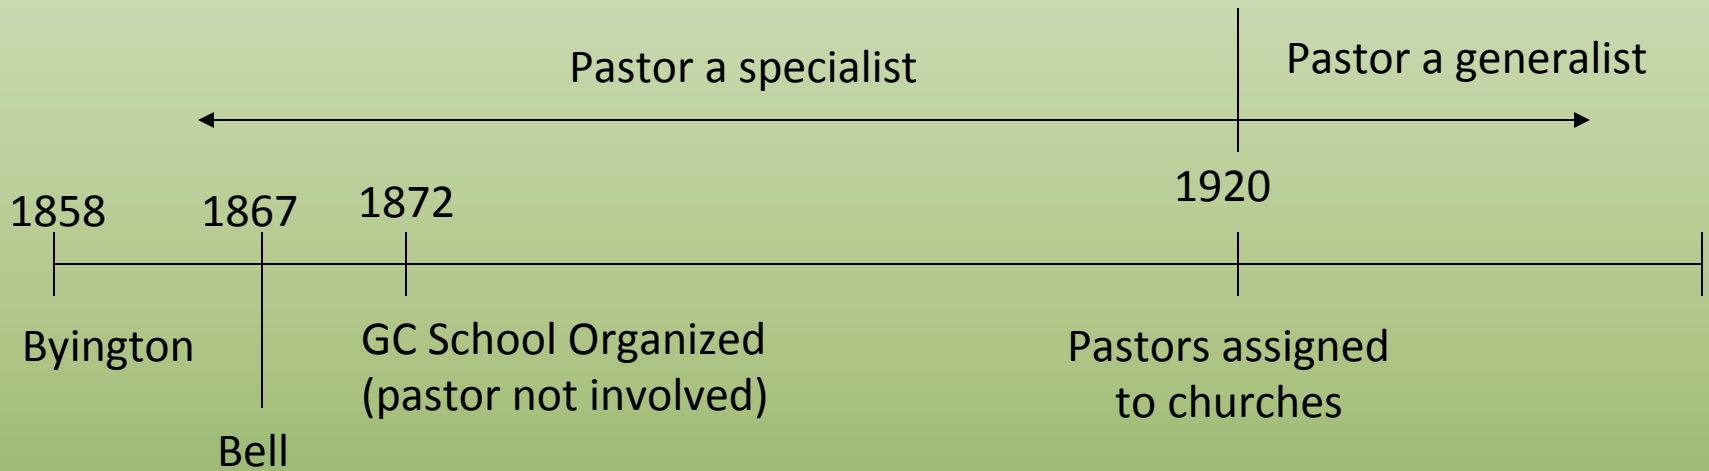 Pastor a specialist
Pastor a generalist
1858
1867
1872
1920
Byington
Bell
GC School Organized
(pastor not involved)
Pastors assigned
to churches